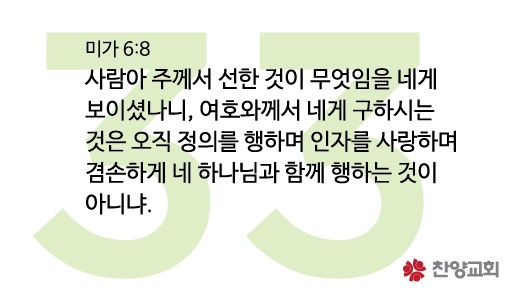 33
미가 6:8
사람아 주께서 선한 것이 무엇임을 네게
보이셨나니, 여호와께서 네게 구하시는
것은 오직 정의를 행하며 인자를 사랑하며
겸손하게 네 하나님과 함께 행하는 것이
아니냐.
찬양교회